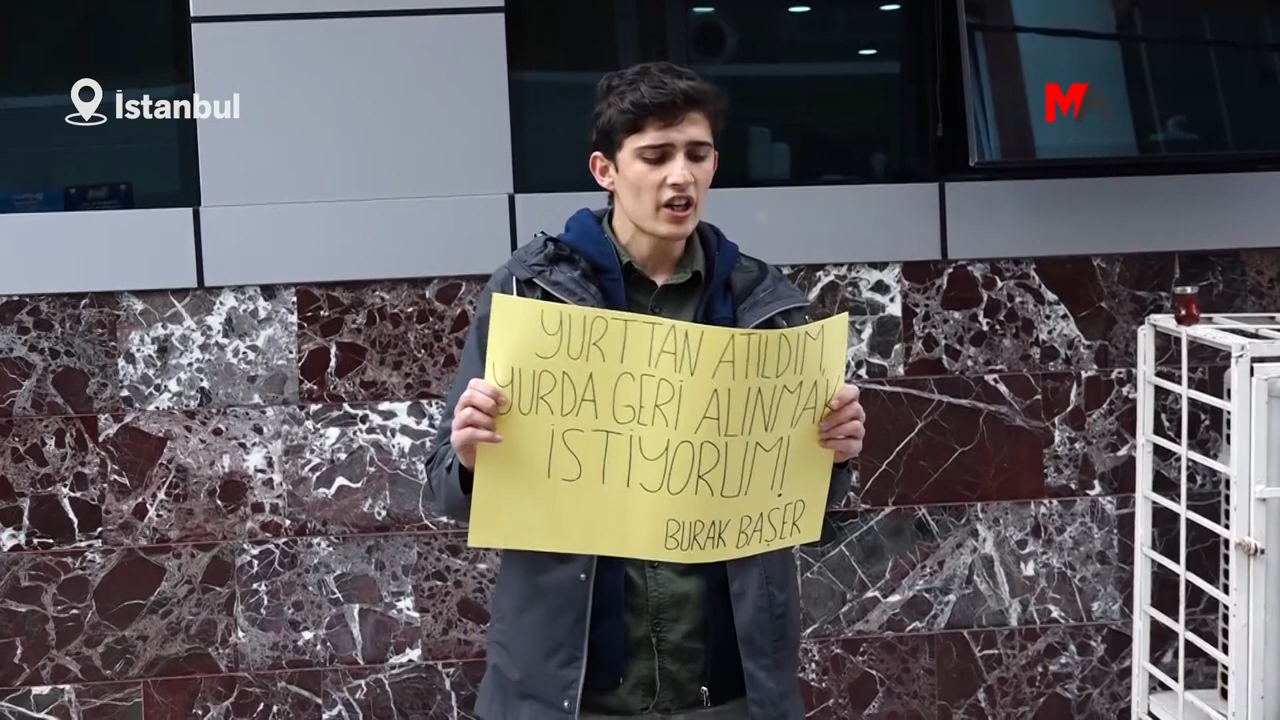 İstanbul
M
YURTTAN ATILDIM,
YURDA GERİ ALINMAK
İSTİYORUM!
BURAK BAŞER